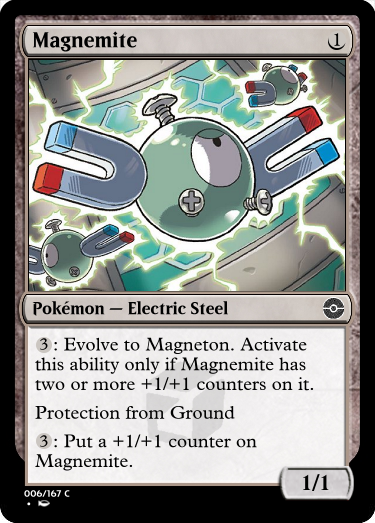 Magnemite 1
Pokémon — Electric Steel
3: Evolve to Magneton. Activate
this ability only if Magnemite has
two or more +1/+1 counters on it.
Protection from Ground
3: Put a +1/+1 counter on
Magnemite.
1/1
006/167 C